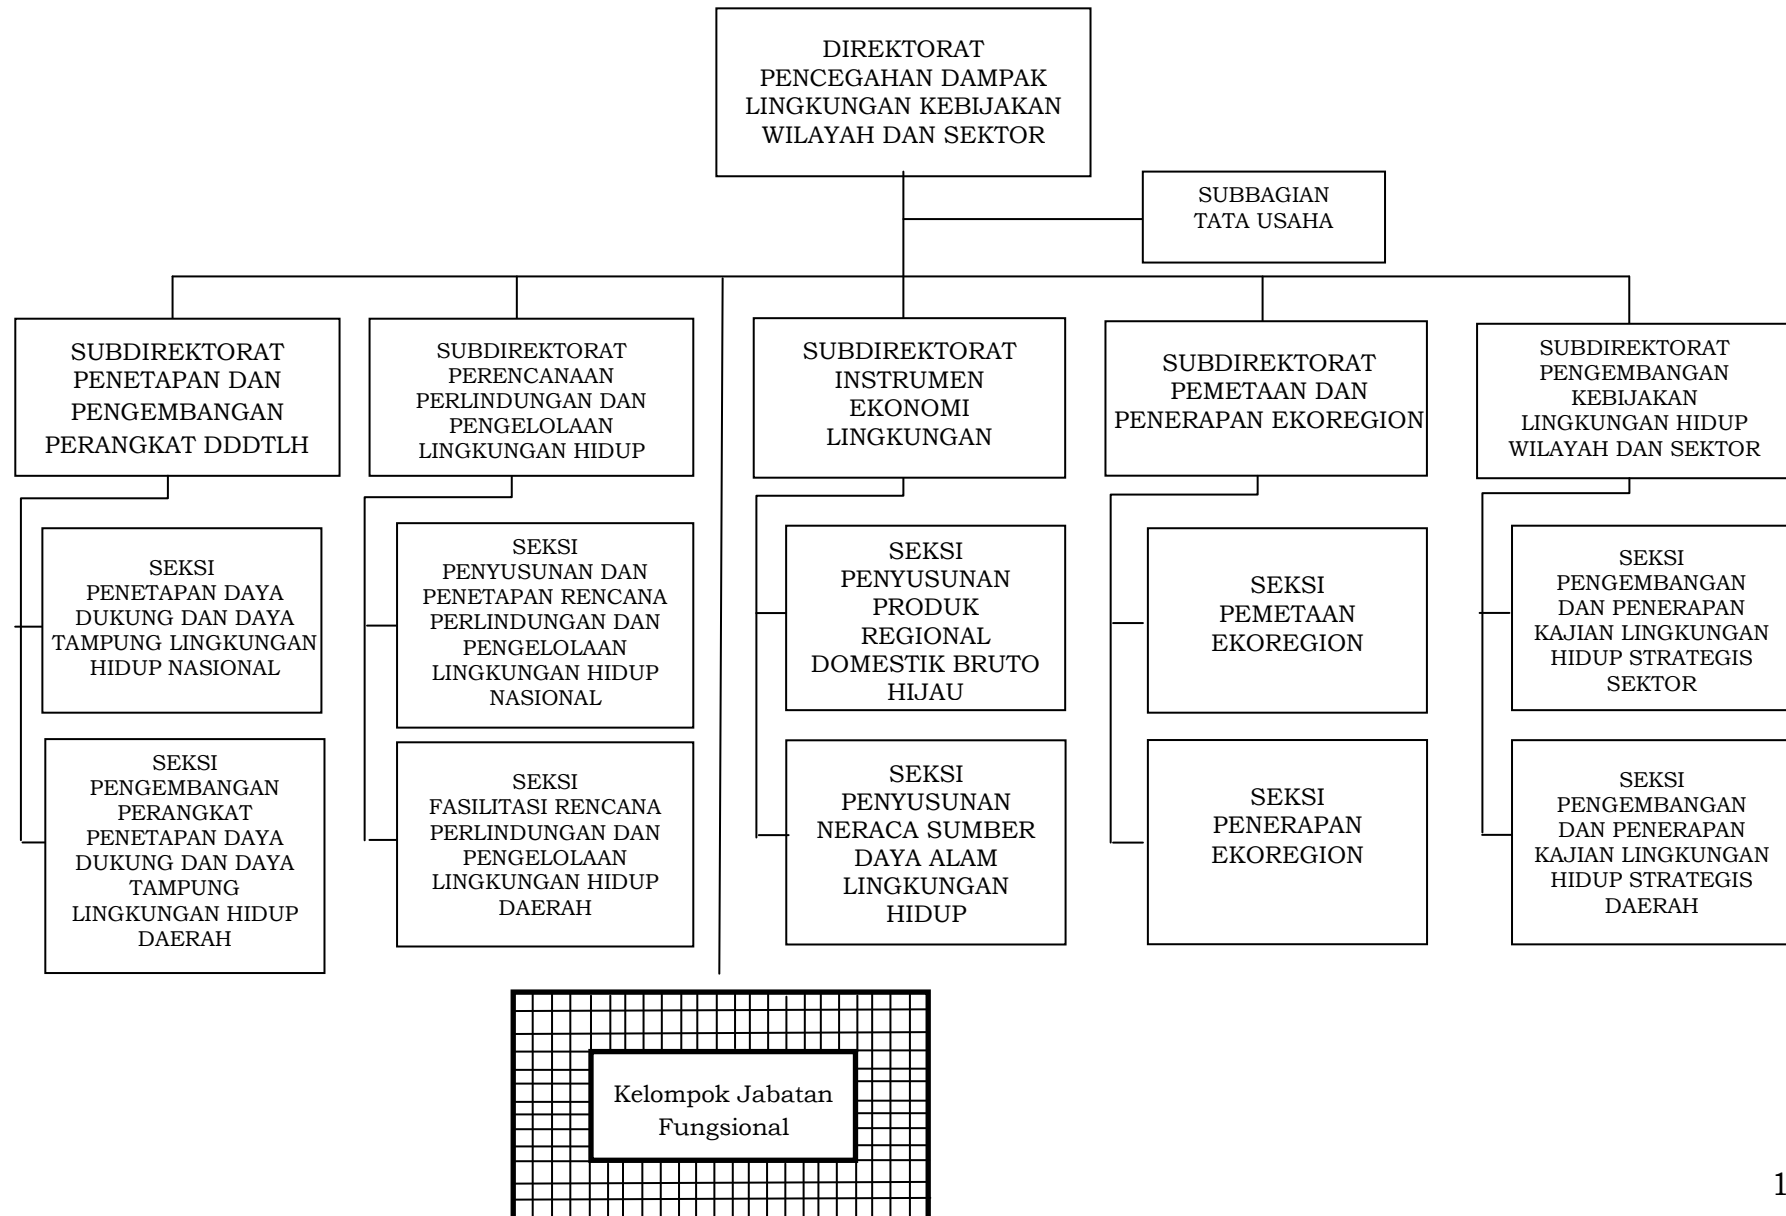 DIREKTORAT
PENCEGAHAN DAMPAK
LINGKUNGAN KEBIJAKAN
WILAYAH DAN SEKTOR
SUBBAGIAN
TATA USAHA
SUBDIREKTORAT
PENETAPAN DAN
PENGEMBANGAN
PERANGKAT DDDTLH
SUBDIREKTORAT
PERENCANAAN
PERLINDUNGAN DAN
PENGELOLAAN
LINGKUNGAN HIDUP
SUBDIREKTORAT
INSTRUMEN
EKONOMI
LINGKUNGAN
SUBDIREKTORAT
PEMETAAN DAN
PENERAPAN EKOREGION
SUBDIREKTORAT
PENGEMBANGAN
KEBIJAKAN
LINGKUNGAN HIDUP
WILAYAH DAN SEKTOR
SEKSI
PENETAPAN DAYA
DUKUNG DAN DAYA
TAMPUNG LINGKUNGAN
HIDUP NASIONAL
SEKSI
PENYUSUNAN DAN
PENETAPAN RENCANA
PERLINDUNGAN DAN
PENGELOLAAN
LINGKUNGAN HIDUP
NASIONAL
SEKSI
PENYUSUNAN
PRODUK
REGIONAL
DOMESTIK BRUTO
HIJAU
SEKSI
PEMETAAN
EKOREGION
SEKSI
PENGEMBANGAN
DAN PENERAPAN
KAJIAN LINGKUNGAN
HIDUP STRATEGIS
SEKTOR
SEKSI
PENGEMBANGAN
PERANGKAT
PENETAPAN DAYA
DUKUNG DAN DAYA
TAMPUNG
LINGKUNGAN HIDUP
DAERAH
SEKSI
FASILITASI RENCANA
PERLINDUNGAN DAN
PENGELOLAAN
LINGKUNGAN HIDUP
DAERAH
SEKSI
PENYUSUNAN
NERACA SUMBER
DAYA ALAM
LINGKUNGAN
HIDUP
SEKSI
PENERAPAN
EKOREGION
SEKSI
PENGEMBANGAN
DAN PENERAPAN
KAJIAN LINGKUNGAN
HIDUP STRATEGIS
DAERAH
Kelompok Jabatan
Fungsional
1